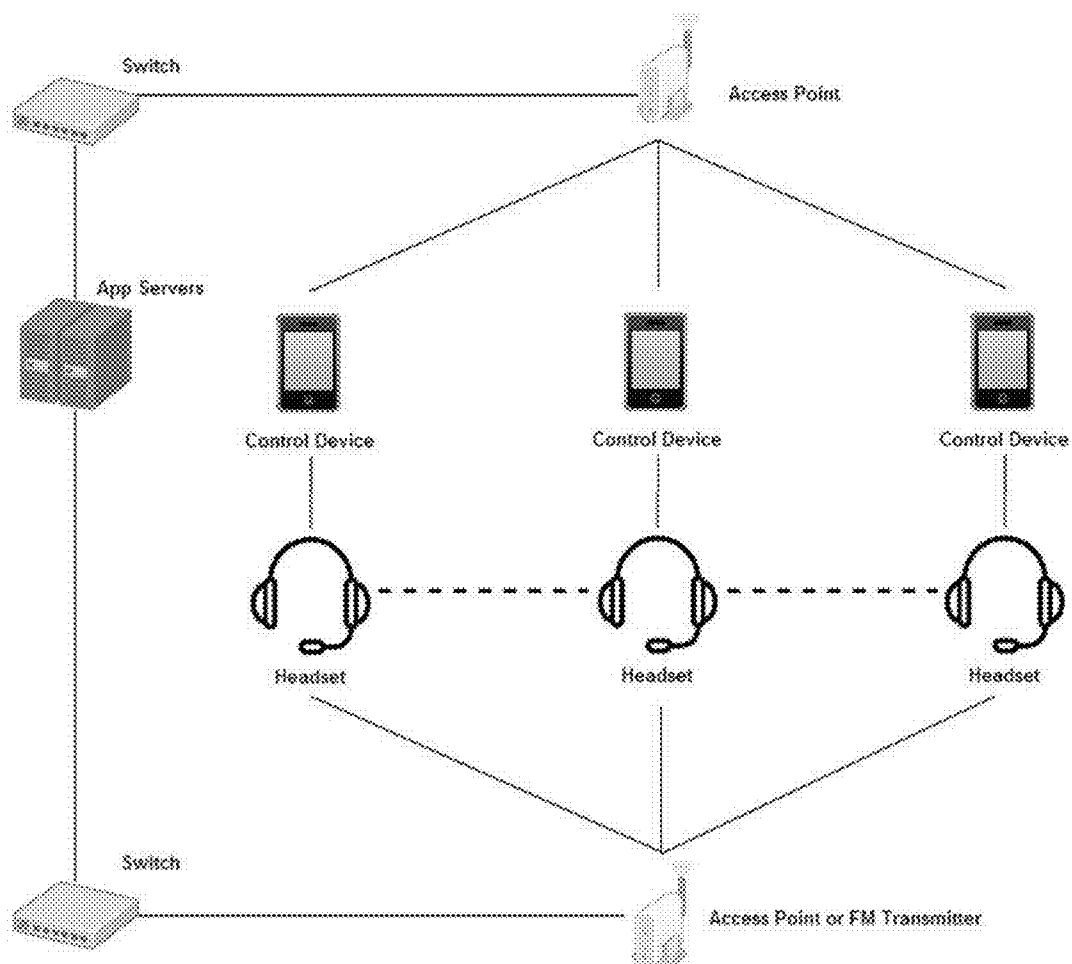 Switch
Access Point
App Servers
Control Device
Control Device
Control Device
Headset
Headset
Headset
Switch
Access Point or FM Transmitter